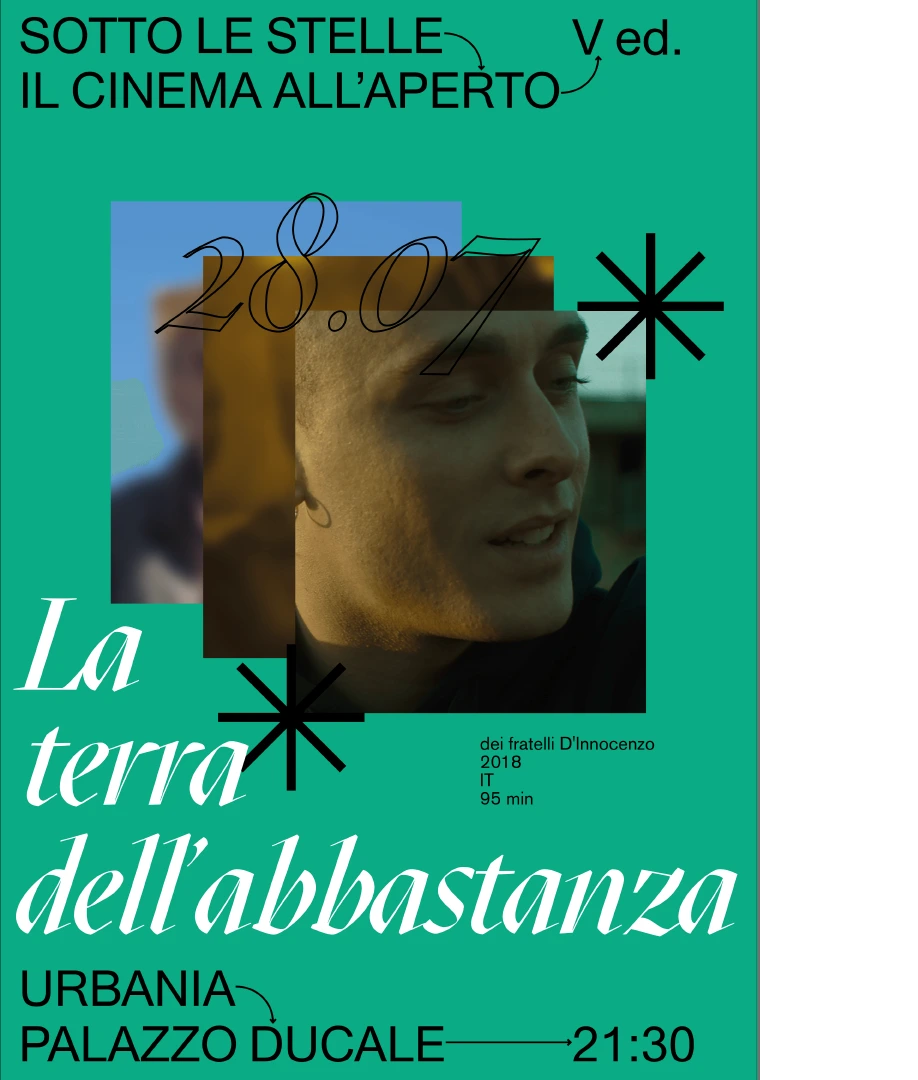 SOTTO LE STELLE
IL CINEMA ALL’APERTO
V ed.
28.07
La
terra
dell’abbastanza
dei fratelli D'Innocenzo
2018
IT
95 min
URBANIA
PALAZZO DUCALE
21:30